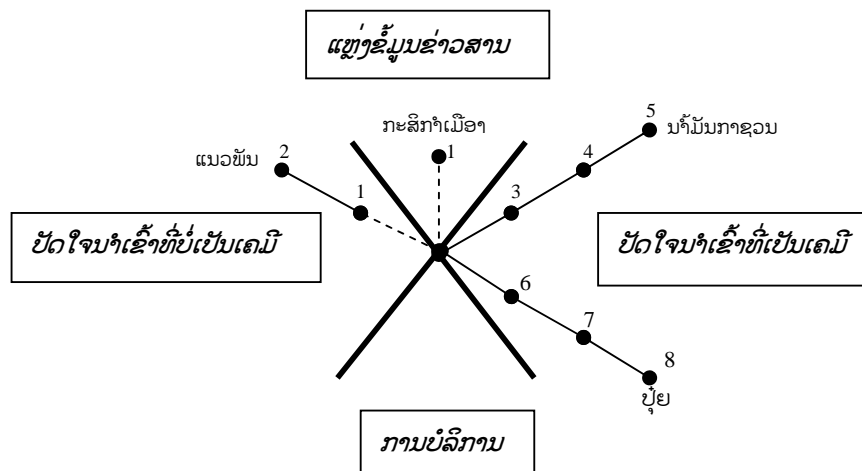 ແຫຼ່ງຂໍ້ມູນຂ່າວສານ
5
ກະສິກຳເມືອງ
ນ້ຳມັນກາຊວນ
1
4
ແນວພັນ
2
1
3
ປັດໃຈນຳເຂົ້າທີ່ບໍ່ເປັນເຄມີ
ປັດໃຈນຳເຂົ້າທີ່ເປັນເຄມີ
6
7
8
ປຸ໋ຍ
ການບໍລິການ